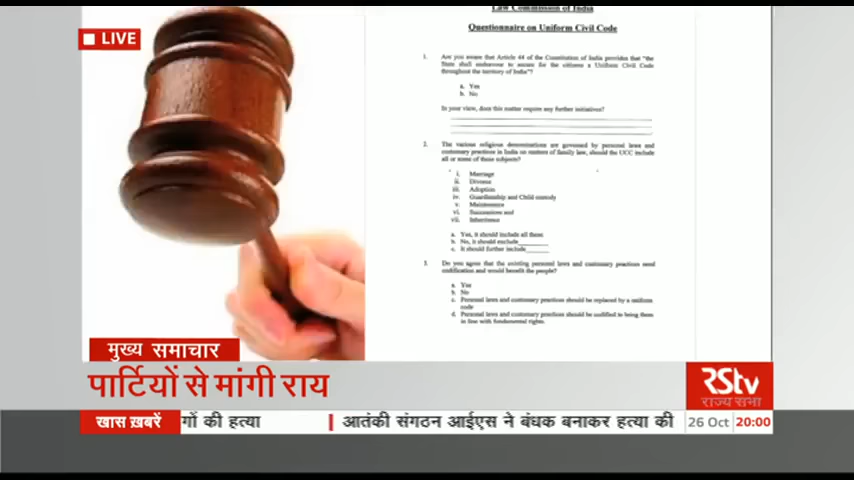 LIVE
Law Commission of India
Questionnaire on Uniform Civil Code
1. Are you aware that Article 44 of the Constitution of India provides that "the
State shall endeavour to secure for the citizens a Uniform Civil Code
throughout the territory of India"?
a. Yes
b. No
In your view, does this matter require any further initiatives?
2. The various religious denominations are governed by personal laws and
customary practices in India on matters of family law, should the UCC include
all or some of these subjects?
i. Marriage
ii. Divorce
iii. Adoption
iv. Guardianship and Child custody
v. Maintenance
vi. Successions and
vii. Inheritance
a. Yes, it should include all these
b. No, it should exclude
c. It should further include
3. Do you agree that the existing personal laws and customary practices need
codification and would benefit the people?
a. Yes
b. No
c. Personal laws and customary practices should be replaced by a uniform
code
d. Personal laws and customary practices should be codified to bring them
in line with fundamental rights.
मुख्य समाचार
पार्टियों से मांगी राय
RStv
राज्य सभा
खास ख़बरें गों की हत्या | आतंकी संगठन आईएस ने बंधक बनाकर हत्या की 26 Oct 20:00